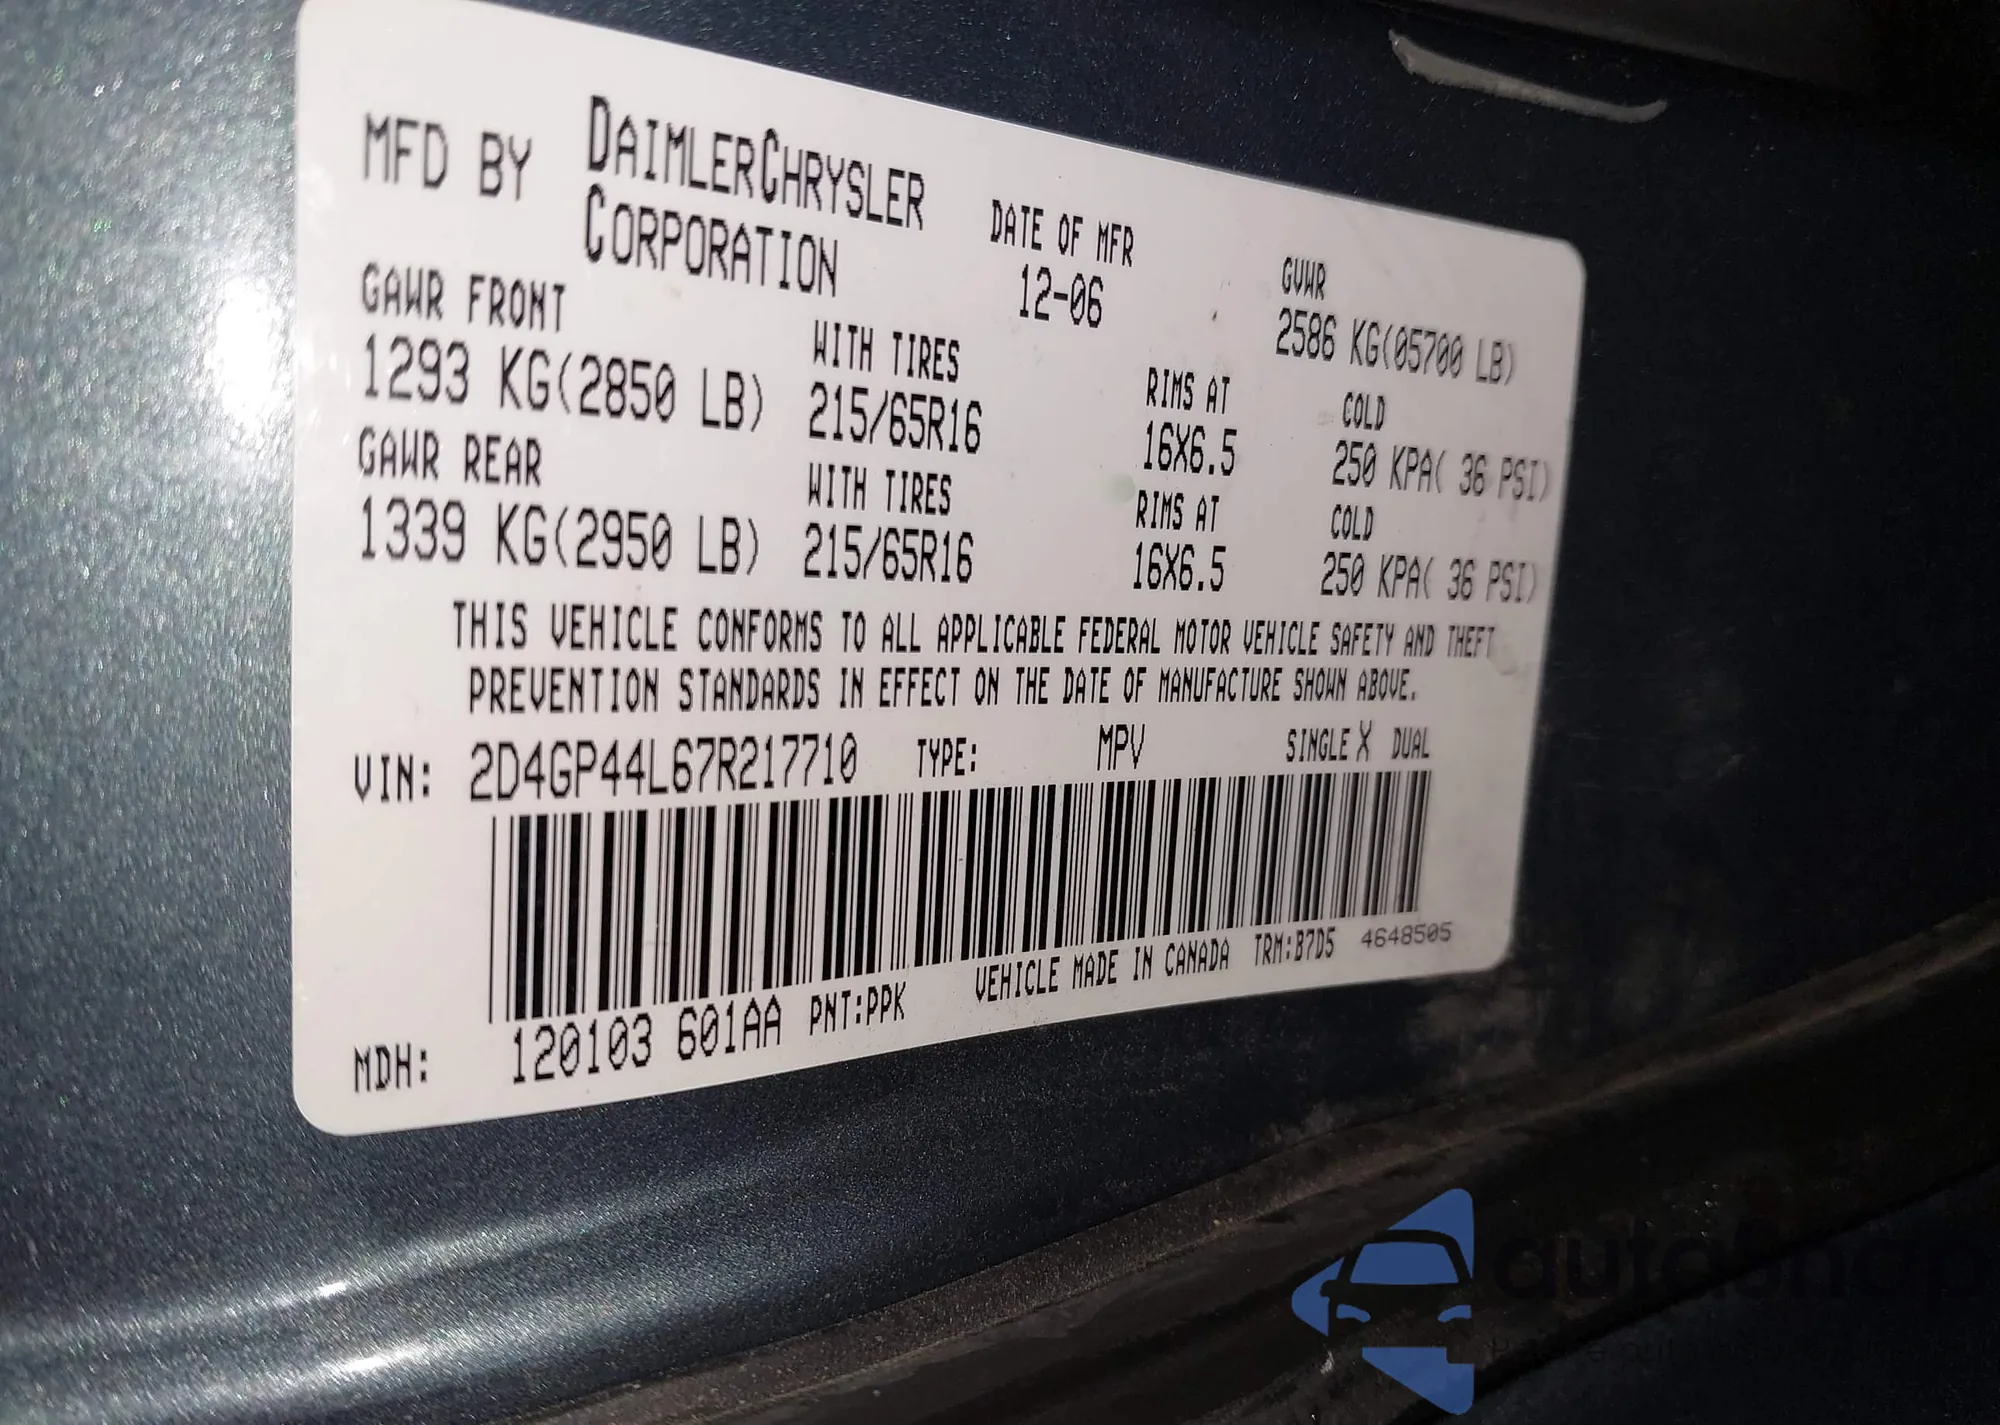 MFD BY DAIMLERCHRYSLER
CORPORATION
DATE OF MFR
12-06
GVWR
2586 KG(05700 LB)
GAWR FRONT WITH TIRES RIMS AT COLD
1293 KG(2850 LB) 215/65R16 16X6.5 250 KPA( 36 PSI)
GAWR REAR WITH TIRES RIMS AT COLD
1339 KG(2950 LB) 215/65R16 16X6.5 250 KPA( 36 PSI)
THIS VEHICLE CONFORMS TO ALL APPLICABLE FEDERAL MOTOR VEHICLE SAFETY AND THEFT
PREVENTION STANDARDS IN EFFECT ON THE DATE OF MANUFACTURE SHOWN ABOVE.
VIN: 2D4GP44L67R217710 TYPE: MPV SINGLE X DUAL
MDH: 120103 601AA PNT:PPK VEHICLE MADE IN CANADA TRM:B7D5 4648505
autoshop